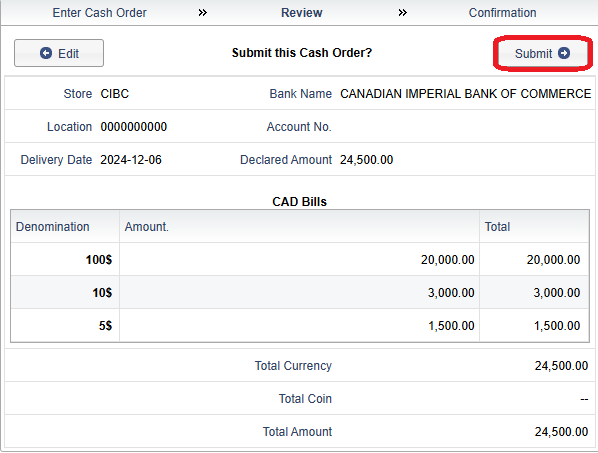 Enter Cash Order » Review » Confirmation
Edit Submit this Cash Order? Submit
Store CIBC Bank Name CANADIAN IMPERIAL BANK OF COMMERCE
Location 0000000000 Account No.
Delivery Date 2024-12-06 Declared Amount 24,500.00
CAD Bills
Denomination Amount. Total
100$ 20,000.00 20,000.00
10$ 3,000.00 3,000.00
5$ 1,500.00 1,500.00
Total Currency 24,500.00
Total Coin --
Total Amount 24,500.00